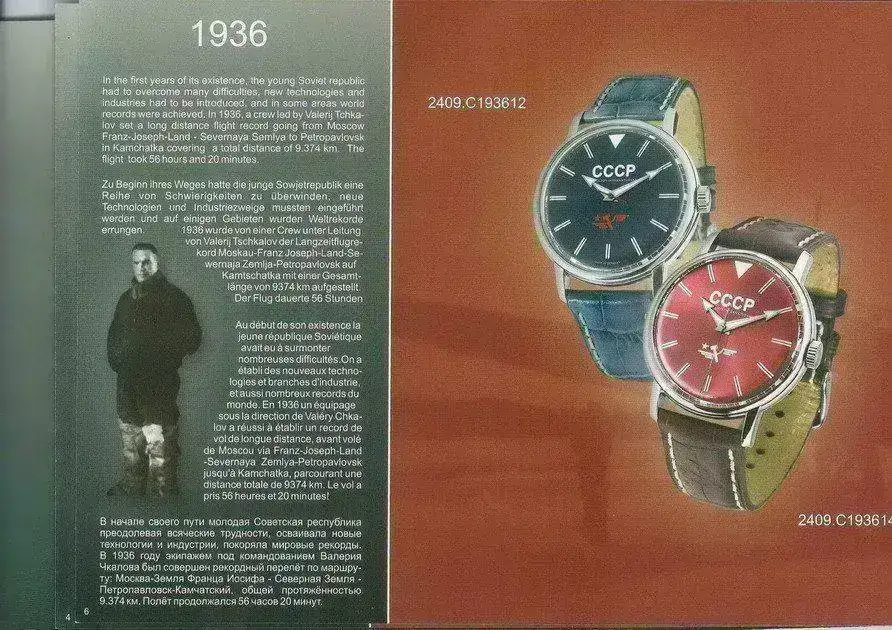 1936
In the first years of its existence, the young Soviet republic
had to overcome many difficulties, new technologies and
industries had to be introduced, and in some areas world
records were achieved. In 1936, a crew led by Valerij Tchka-
lov set a long distance flight record going from Moscow
Franz-Joseph-Land - Severnaya Semlya to Petropavlovsk
in Kamchatka covering a total distance of 9.374 km. The
flight took 56 hours and 20 minutes.
Zu Beginn ihres Weges hatte die junge Sowjetrepublik eine
Reihe von Schwierigkeiten zu überwinden, neue
Technologien und Industriezweige mussten eingeführt
werden und auf einigen Gebieten wurden Weltrekorde
errungen. 1936 wurde von einer Crew unter Leitung
von Valerij Tschkalov der Langzeitflugre-
kord Moskau-Franz Joseph-Land-Se-
wernaja Zemlja-Petropavlovsk auf
Kamtschatka mit einer Gesamt-
länge von 9374 km aufgestellt.
Der Flug dauerte 56 Stunden
Au début de son existence la
jeune république Soviétique
avait eu à surmonter
nombreuses difficultés.On a
établi des nouveaux techno-
logies et branches d'industrie,
et aussi nombreux records du
monde. En 1936 un équipage
sous la direction de Valéry Chka-
lov a réussi à établir un record de
vol de longue distance, avant volé
de Moscou via Franz-Joseph-Land
-Severnaya Zemlya-Petropavlovsk
jusqu'à Kamchatka, parcourant une
distance totale de 9374 km. Le vol a
pris 56 heures et 20 minutes!
В начале своего пути молодая Советская республика
преодолевая всяческие трудности, осваивала новые
технологии и индустрии, покоряла мировые рекорды.
В 1936 году экипажем под командованием Валерия
Чкалова был совершен рекордный перелёт по маршру-
ту: Москва-Земля Франца Иосифа - Северная Земля -
Петропавловск-Камчатский, общей протяжённостью
9.374 км. Полёт продолжался 56 часов 20 минут.
4 6
2409.C193612
CCCP
CCCP
2409.C193614